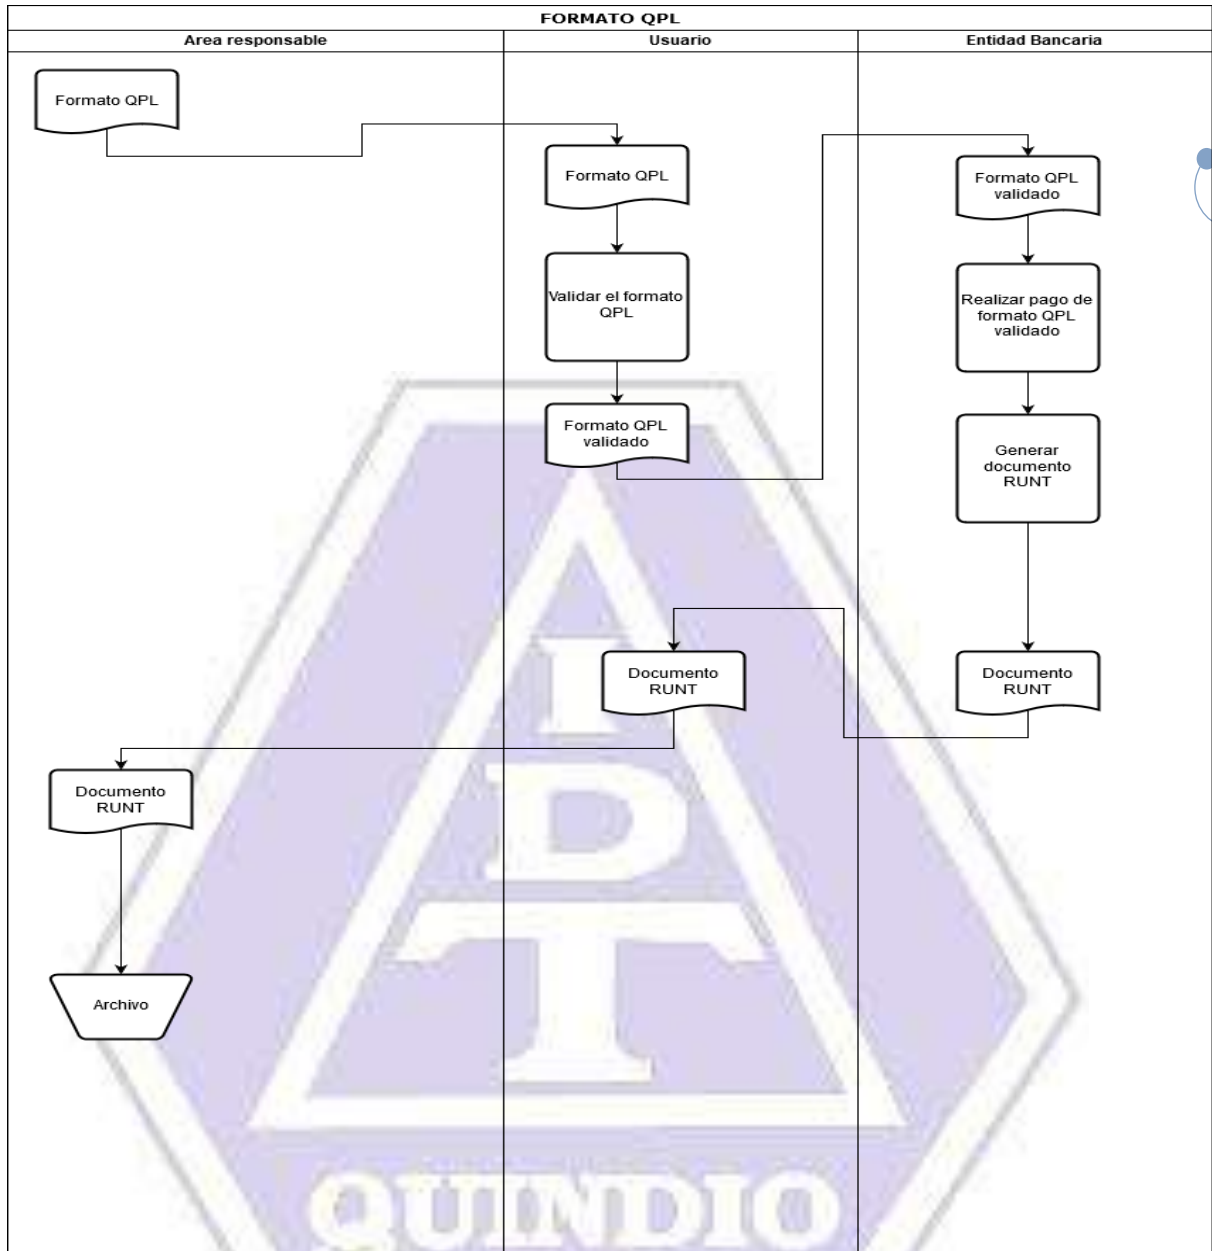 FORMATO QPL
Area responsable
Usuario
Entidad Bancaria
Formato QPL
Formato QPL
Formato QPL
validado
Validar el formato
QPL
Realizar pago de
formato QPL
validado
Formato QPL
validado
Generar
documento
RUNT
Documento
RUNT
Documento
RUNT
Documento
RUNT
Archivo
I
D
T
QUINDIO